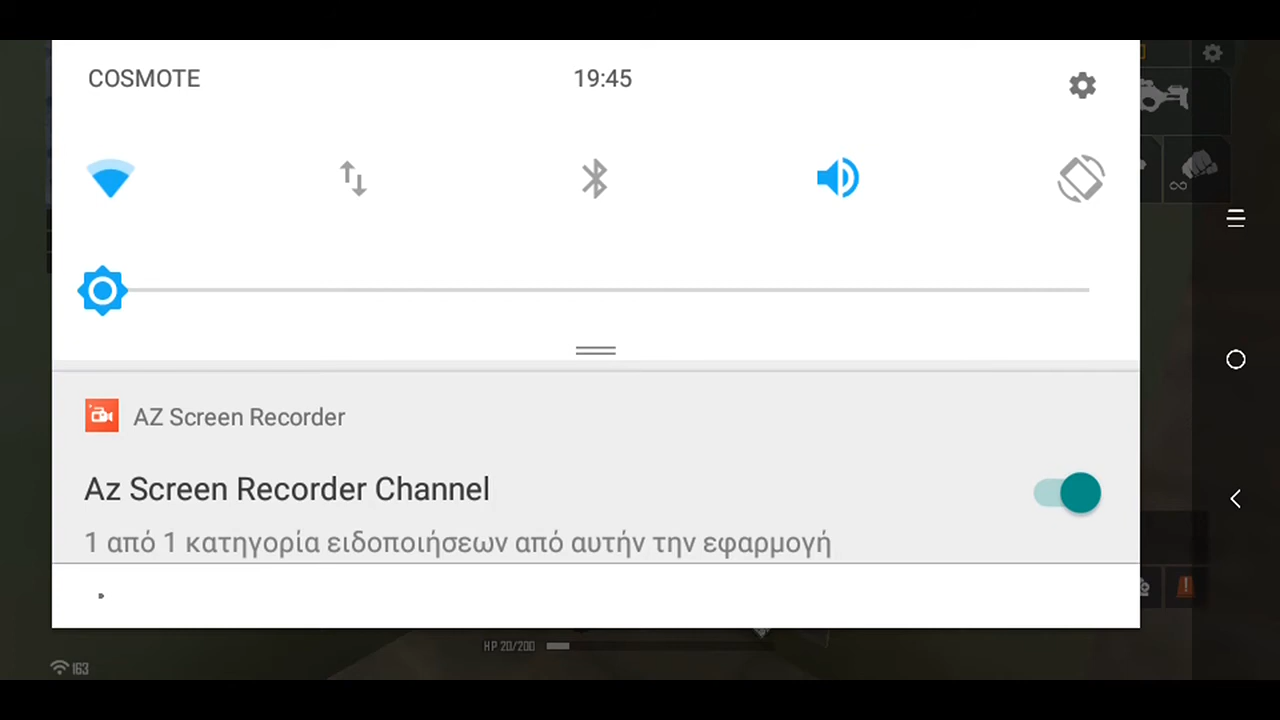 COSMOTE
19:45
AZ Screen Recorder
Az Screen Recorder Channel
1 από 1 κατηγορία ειδοποιήσεων από αυτήν την εφαρμογή
HP 20/200
163